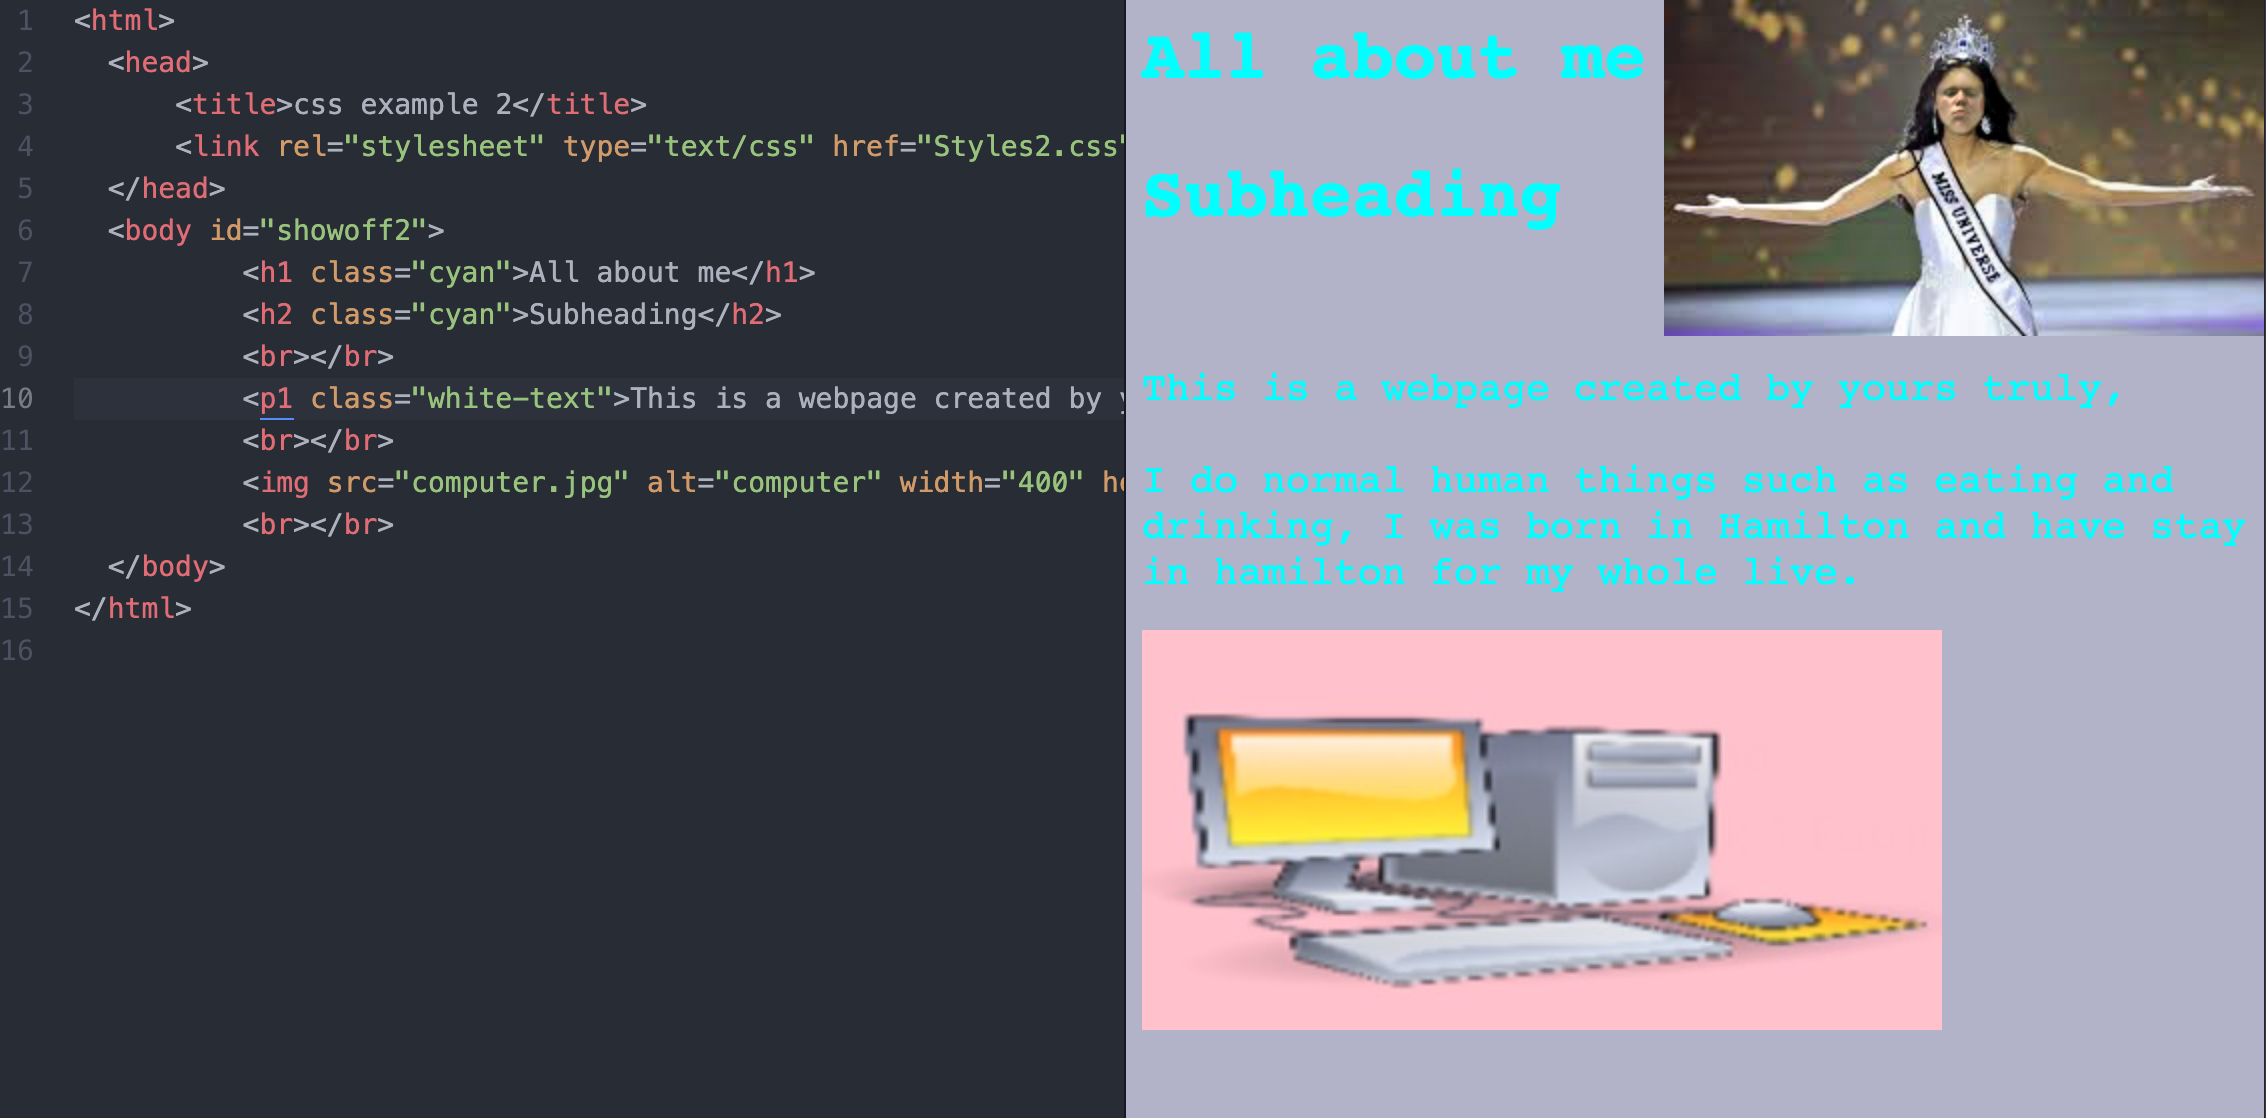 1 <html>
2 <head>
3 <title>css example 2</title>
4 <link rel="stylesheet" type="text/css" href="Styles2.css"
5 </head>
6 <body id="showoff2">
7 <h1 class="cyan">All about me</h1>
8 <h2 class="cyan">Subheading</h2>
9 <br></br>
10 <p1 class="white-text">This is a webpage created by
11 <br></br>
12 <img src="computer.jpg" alt="computer" width="400"
13 <br></br>
14 </body>
15 </html>
16
All about me
Subheading
MISS UNIVERSE
This is a webpage created by yours truly,
I do normal human things such as eating and
drinking, I was born in Hamilton and have stay
in hamilton for my whole live.